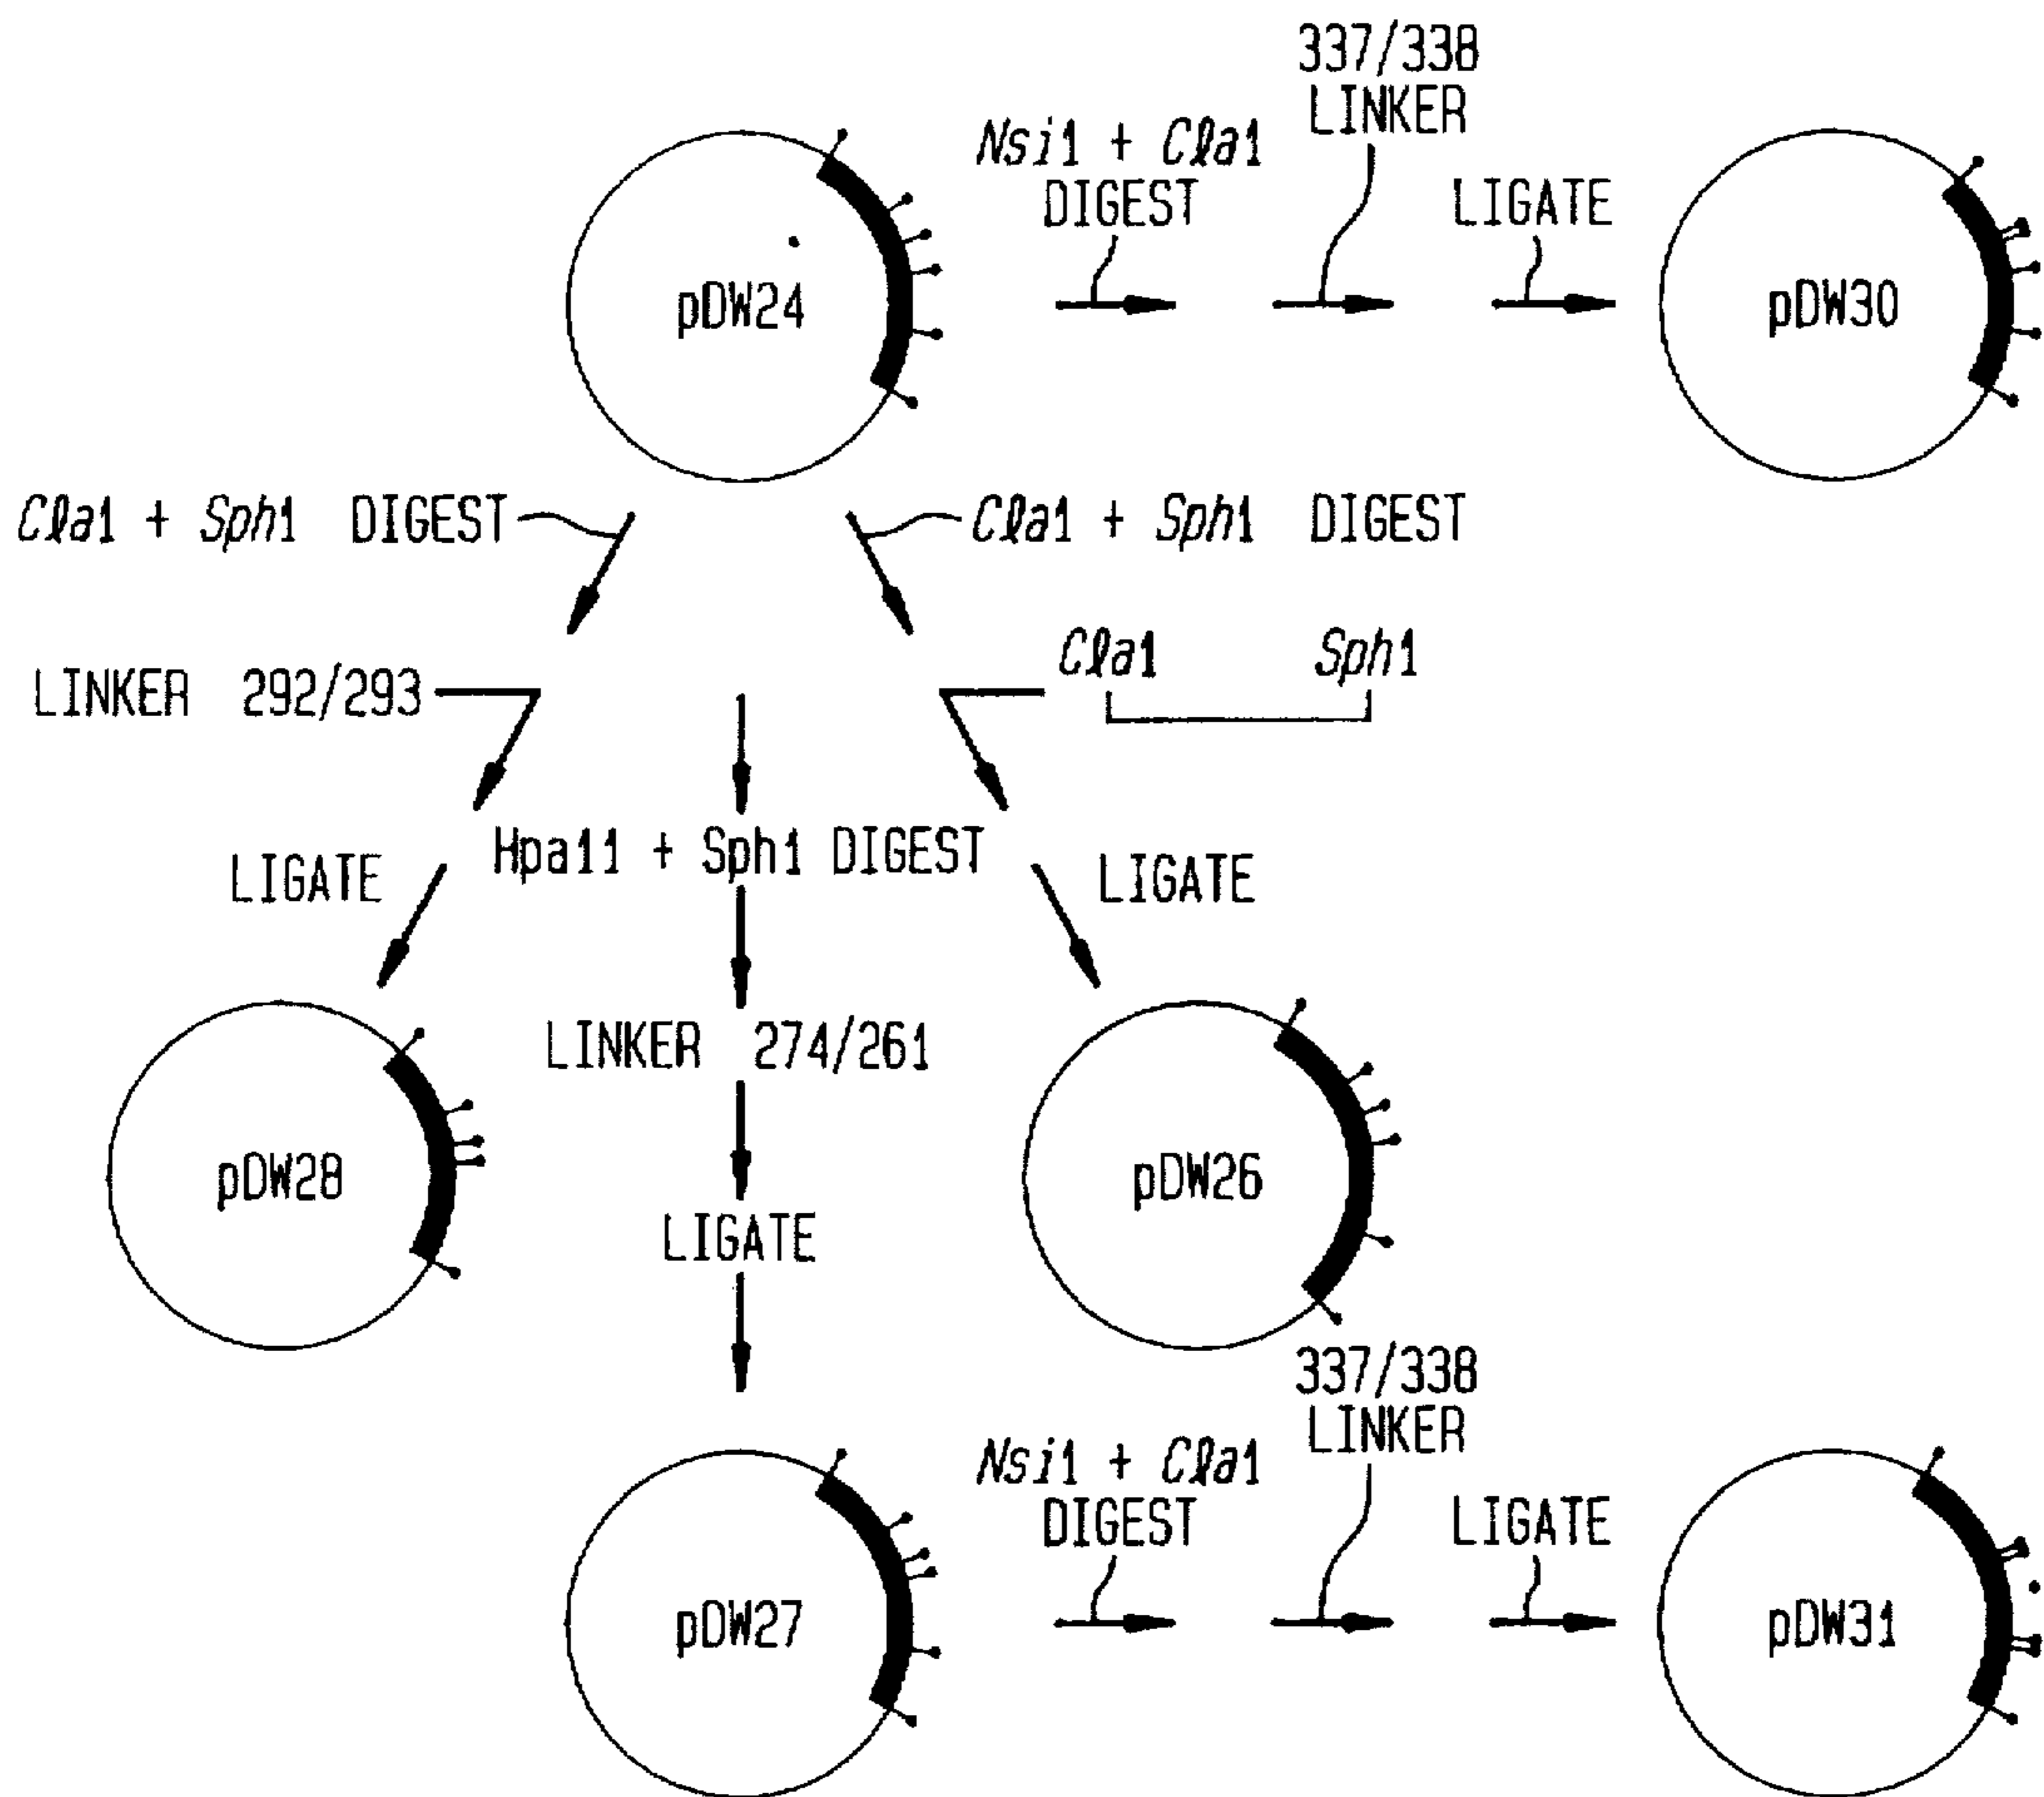 337/338
LINKER
Nsi1 + Cla1
DIGEST
LIGATE
pDW24
pDW30
Cla1 + Sph1 DIGEST
Cla1 + Sph1 DIGEST
LINKER 292/293
Cla1 Sph1
Hpa11 + Sph1 DIGEST
LIGATE
LIGATE
LINKER 274/261
pDW28
pDW26
LIGATE
337/338
LINKER
Nsi1 + Cla1
DIGEST
LIGATE
pDW27
pDW31